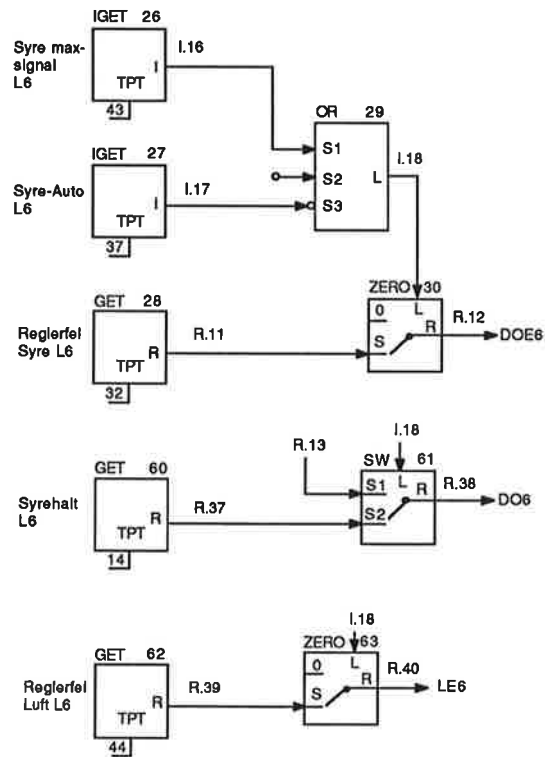 IGET 26
Syre max-
signal
L6
I.16
I
TPT
43
OR 29
S1
S2
S3
L
I.18
IGET 27
Syre-Auto
L6
I.17
I
TPT
37
GET 28
Reglerfel
Syre L6
R.11
R
TPT
32
ZERO 30
0
L
R
S
R.12
DOE6
GET 60
Syrehalt
L6
R.37
R
TPT
14
R.13
I.18
SW 61
S1
L
R
S2
R.38
DO6
GET 62
Reglerfel
Luft L6
R.39
R
TPT
44
I.18
ZERO 63
0
L
R
S
R.40
LE6